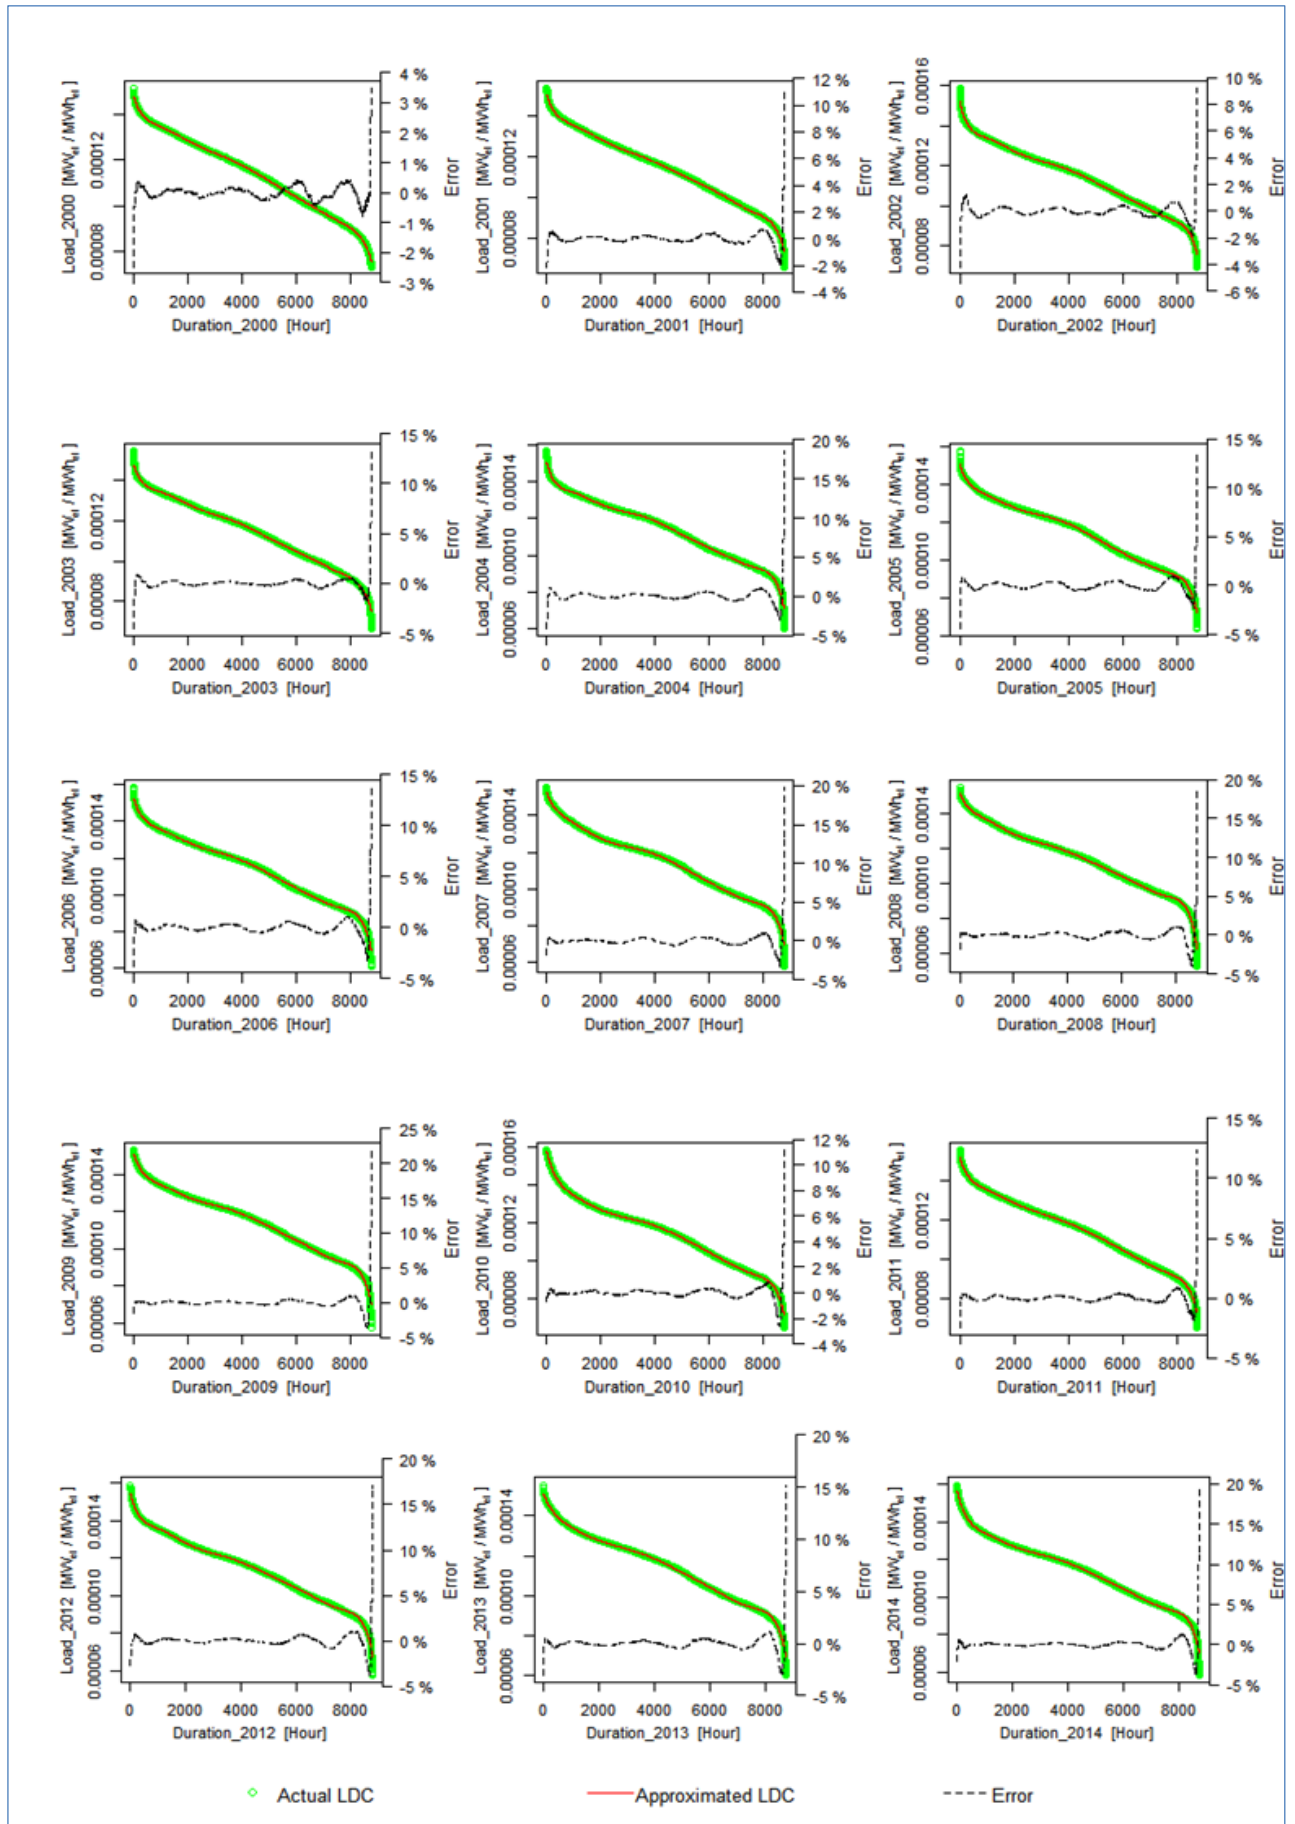 Load_2000 [MWel / MWhel]
0.00008 0.00012
4 %
3 %
2 %
1 %
0 %
-1 %
-2 %
-3 %
Error
0 2000 4000 6000 8000
Duration_2000 [Hour]
Load_2001 [MWel / MWhel]
0.00008 0.00012
12 %
10 %
8 %
6 %
4 %
2 %
0 %
-2 %
-4 %
Error
0 2000 4000 6000 8000
Duration_2001 [Hour]
Load_2002 [MWel / MWhel]
0.00008 0.00012 0.00016
10 %
8 %
6 %
4 %
2 %
0 %
-2 %
-4 %
-6 %
Error
0 2000 4000 6000 8000
Duration_2002 [Hour]
Load_2003 [MWel / MWhel]
0.00008 0.00012
15 %
10 %
5 %
0 %
-5 %
Error
0 2000 4000 6000 8000
Duration_2003 [Hour]
Load_2004 [MWel / MWhel]
0.00006 0.00010 0.00014
20 %
15 %
10 %
5 %
0 %
-5 %
Error
0 2000 4000 6000 8000
Duration_2004 [Hour]
Load_2005 [MWel / MWhel]
0.00006 0.00010 0.00014
15 %
10 %
5 %
0 %
-5 %
Error
0 2000 4000 6000 8000
Duration_2005 [Hour]
Load_2006 [MWel / MWhel]
0.00006 0.00010 0.00014
15 %
10 %
5 %
0 %
-5 %
Error
0 2000 4000 6000 8000
Duration_2006 [Hour]
Load_2007 [MWel / MWhel]
0.00006 0.00010 0.00014
20 %
15 %
10 %
5 %
0 %
-5 %
Error
0 2000 4000 6000 8000
Duration_2007 [Hour]
Load_2008 [MWel / MWhel]
0.00006 0.00010 0.00014
20 %
15 %
10 %
5 %
0 %
-5 %
Error
0 2000 4000 6000 8000
Duration_2008 [Hour]
Load_2009 [MWel / MWhel]
0.00006 0.00010 0.00014
25 %
20 %
15 %
10 %
5 %
0 %
-5 %
Error
0 2000 4000 6000 8000
Duration_2009 [Hour]
Load_2010 [MWel / MWhel]
0.00008 0.00012 0.00016
12 %
10 %
8 %
6 %
4 %
2 %
0 %
-2 %
-4 %
Error
0 2000 4000 6000 8000
Duration_2010 [Hour]
Load_2011 [MWel / MWhel]
0.00008 0.00012
15 %
10 %
5 %
0 %
-5 %
Error
0 2000 4000 6000 8000
Duration_2011 [Hour]
Load_2012 [MWel / MWhel]
0.00006 0.00010 0.00014
20 %
15 %
10 %
5 %
0 %
-5 %
Error
0 2000 4000 6000 8000
Duration_2012 [Hour]
Load_2013 [MWel / MWhel]
0.00006 0.00010 0.00014
20 %
15 %
10 %
5 %
0 %
-5 %
Error
0 2000 4000 6000 8000
Duration_2013 [Hour]
Load_2014 [MWel / MWhel]
0.00006 0.00010 0.00014
20 %
15 %
10 %
5 %
0 %
-5 %
Error
0 2000 4000 6000 8000
Duration_2014 [Hour]
Actual LDC
Approximated LDC
Error